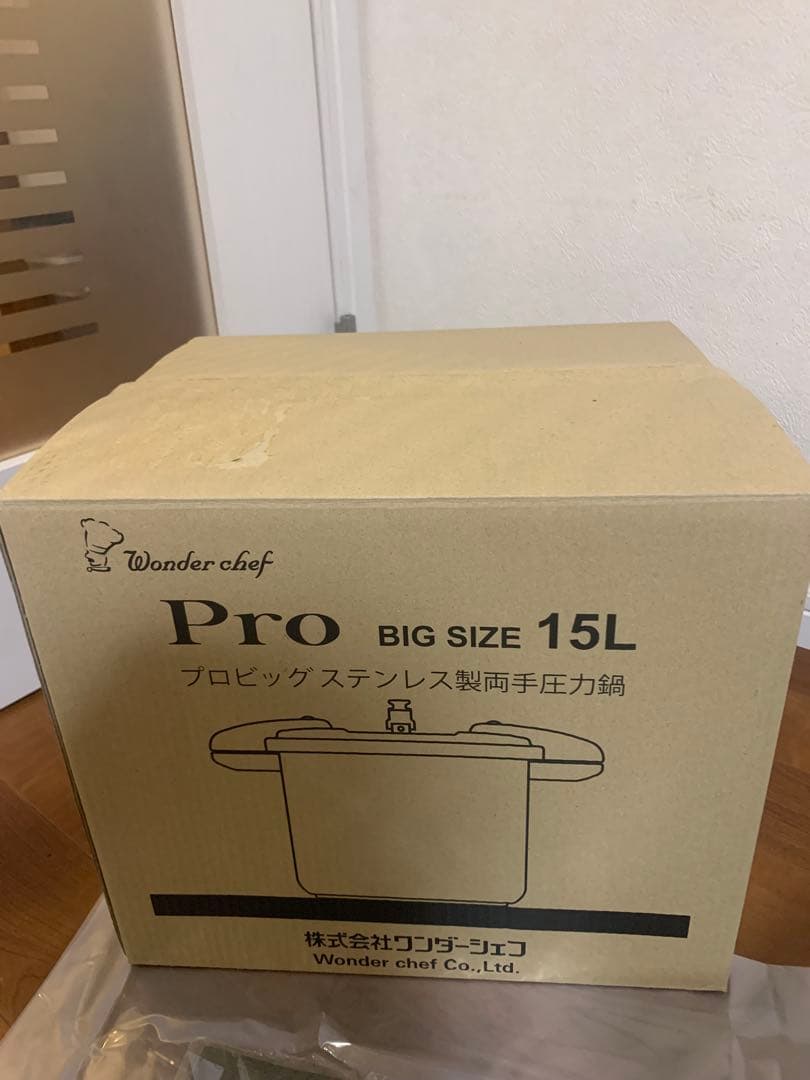 Wonder chef
Pro BIG SIZE 15L
プロビッグ ステンレス製両手圧力鍋
株式会社ワンダーシェフ
Wonder chef Co.,Ltd.